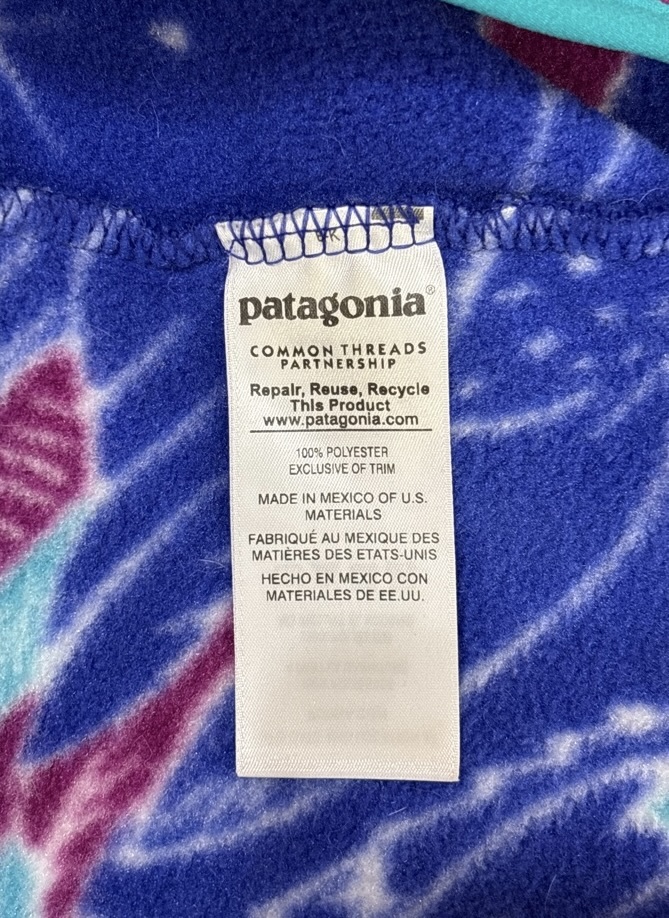 patagonia®
COMMON THREADS
PARTNERSHIP
Repair, Reuse, Recycle
This Product
www.patagonia.com
100% POLYESTER
EXCLUSIVE OF TRIM
MADE IN MEXICO OF U.S.
MATERIALS
FABRIQUÉ AU MEXIQUE DES
MATIÈRES DES ETATS-UNIS
HECHO EN MEXICO CON
MATERIALES DE EE.UU.